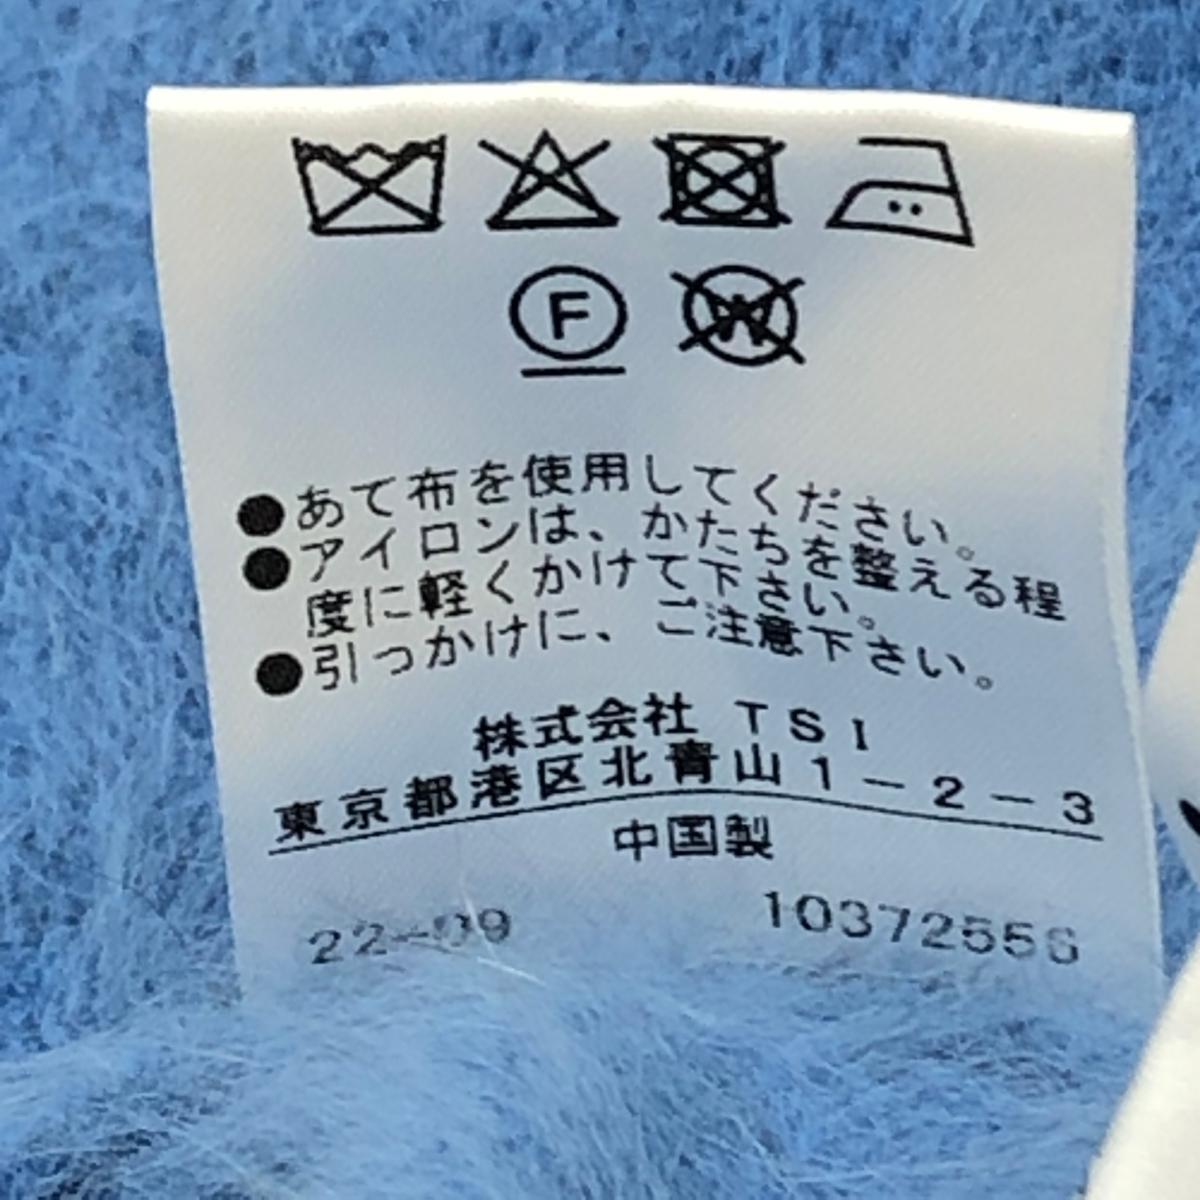 F W
●あて布を使用してください。
●アイロンは、かたちを整える程
度に軽くかけて下さい。
●引っかけに、ご注意下さい。
株式会社 TSI
東京都港区北青山1-2-3
中国製
22-09 10372556